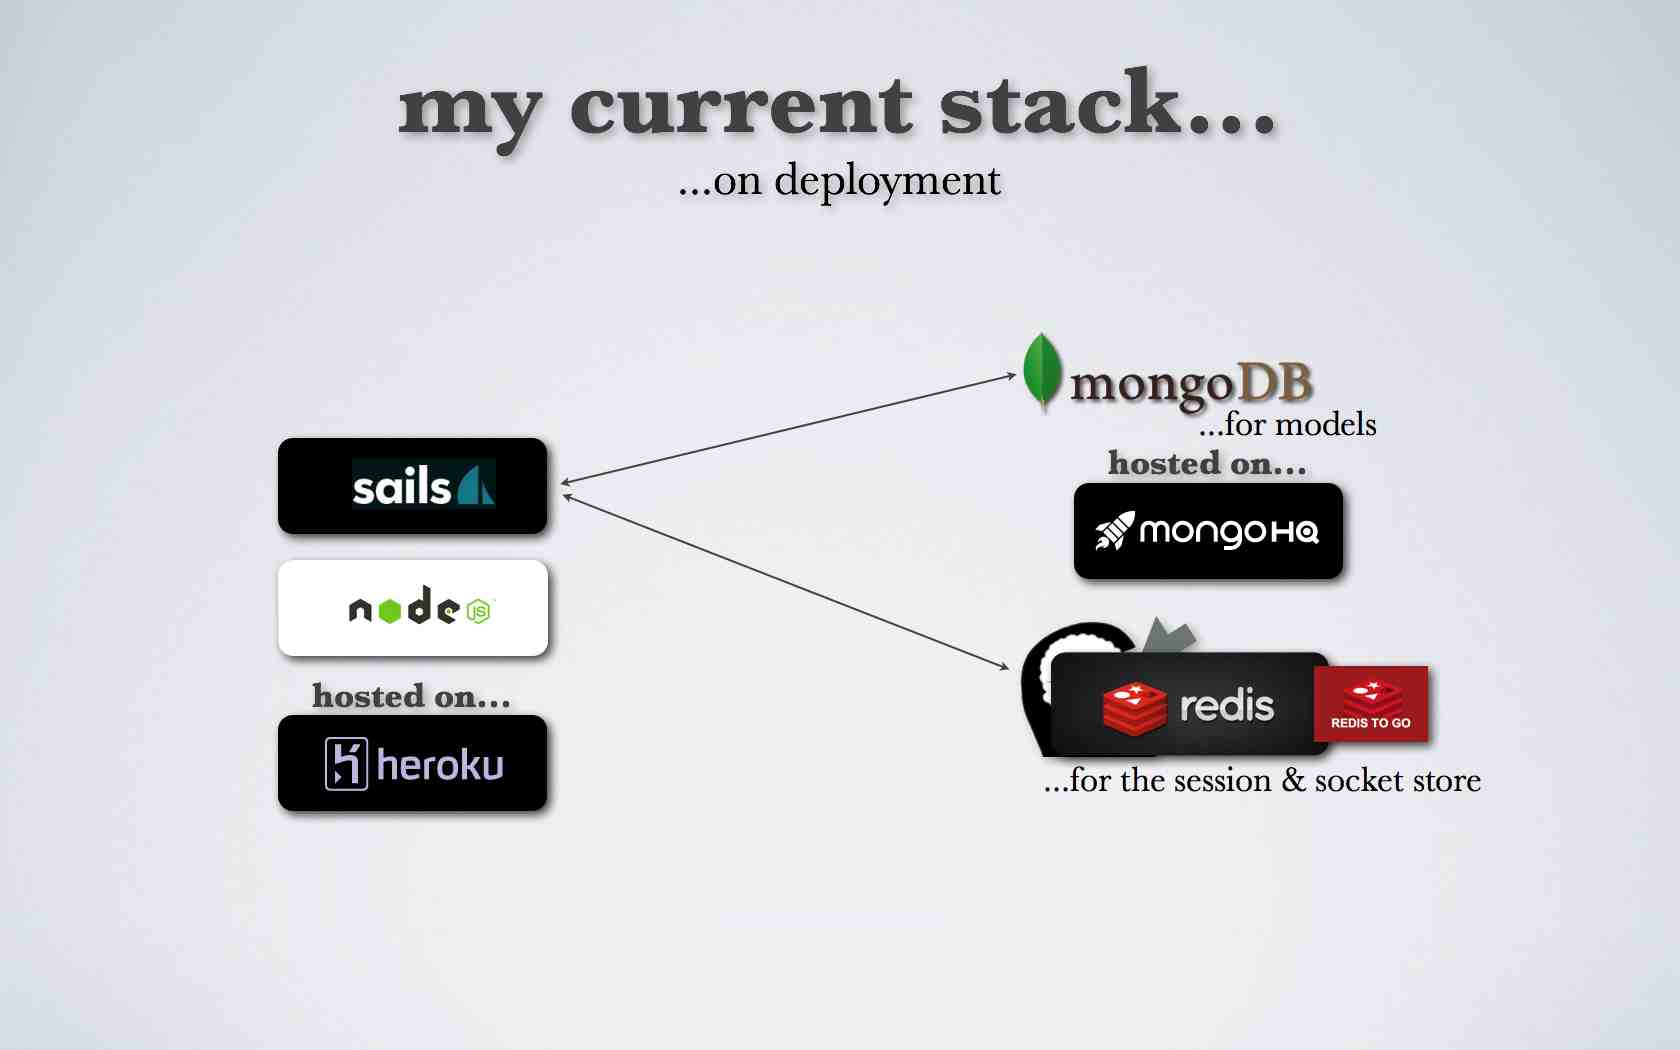 my current stack...
...on deployment
sails
node JS
hosted on...
heroku
mongoDB
...for models
hosted on...
mongoHQ
redis
REDIS TO GO
...for the session & socket store